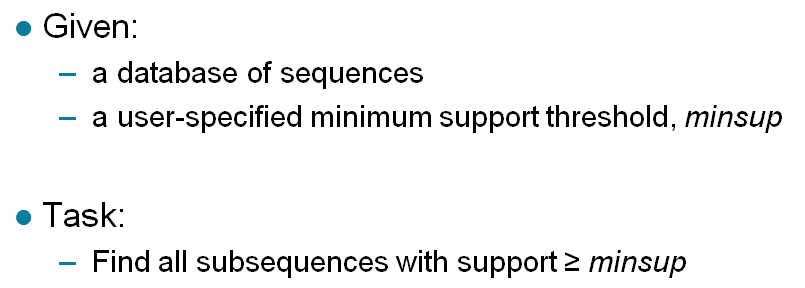 ● Given:
– a database of sequences
– a user-specified minimum support threshold, minsup
● Task:
– Find all subsequences with support ≥ minsup